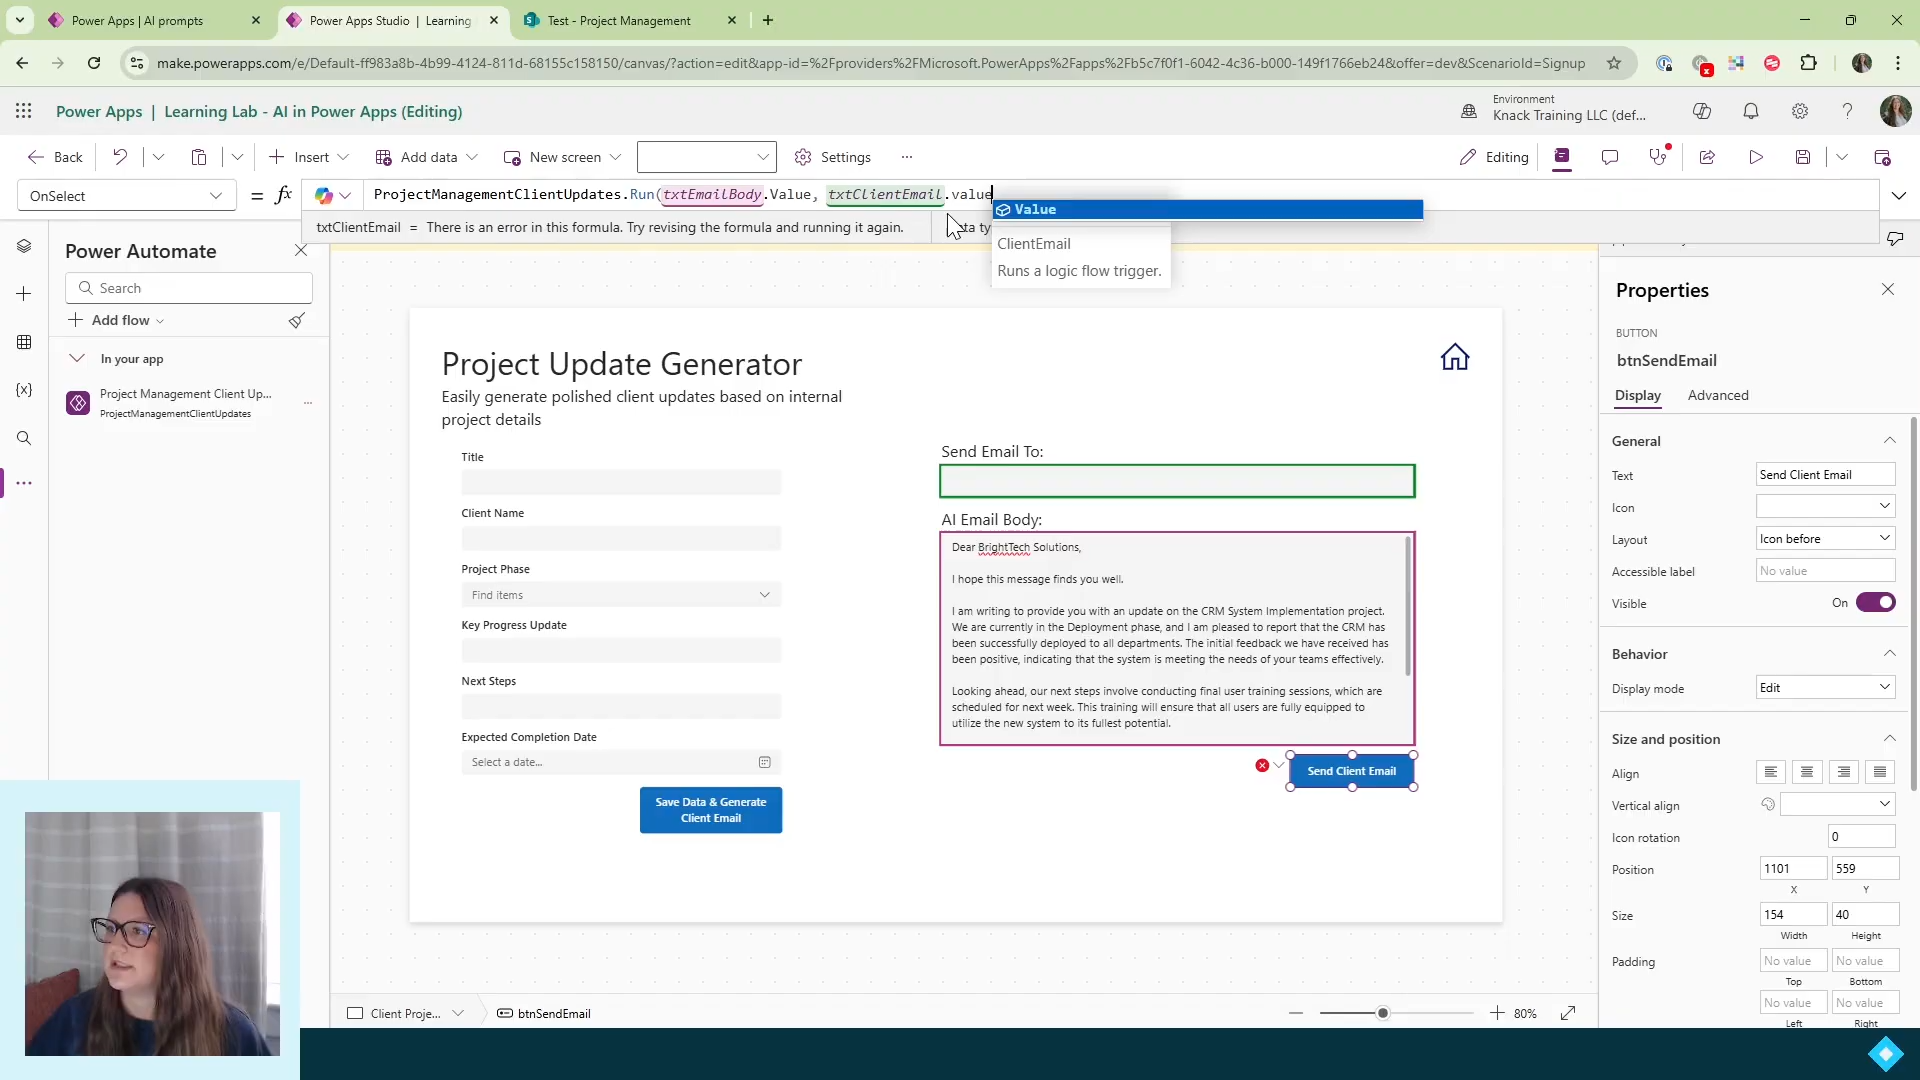 Power Apps | AI prompts
Power Apps Studio | Learning
Test - Project Management
make.powerapps.com/e/Default-ff983a8b-4b99-4124-811d-68155c158150/canvas/?action=edit&app-id=%2Fproviders%2FMicrosoft.PowerApps%2Fapps%2Fb5c7f0f1-6042-4c36-b000-149f1766eb24&offer=dev&ScenarioId=Signup
Power Apps | Learning Lab - AI in Power Apps (Editing)
Environment
Knack Training LLC (def...
Back
Insert
Add data
New screen
Settings
Editing
OnSelect
= fx
ProjectManagementClientUpdates.Run(txtEmailBody.Value, txtClientEmail.value
Value
txtClientEmail = There is an error in this formula. Try revising the formula and running it again.
ta ty
ClientEmail
Runs a logic flow trigger.
Power Automate
Search
Add flow
In your app
Project Management Client Up...
ProjectManagementClientUpdates
Project Update Generator
Easily generate polished client updates based on internal
project details
Title
Client Name
Project Phase
Find items
Key Progress Update
Next Steps
Expected Completion Date
Select a date...
Save Data & Generate
Client Email
Send Email To:
AI Email Body:
Dear BrightTech Solutions,
I hope this message finds you well.
I am writing to provide you with an update on the CRM System Implementation project.
We are currently in the Deployment phase, and I am pleased to report that the CRM has
been successfully deployed to all departments. The initial feedback we have received has
been positive, indicating that the system is meeting the needs of your teams effectively.
Looking ahead, our next steps involve conducting final user training sessions, which are
scheduled for next week. This training will ensure that all users are fully equipped to
utilize the new system to its fullest potential.
Send Client Email
Properties
BUTTON
btnSendEmail
Display
Advanced
General
Text
Send Client Email
Icon
Layout
Icon before
Accessible label
No value
Visible
On
Behavior
Display mode
Edit
Size and position
Align
Vertical align
Icon rotation
0
Position
1101
559
X
Y
Size
154
40
Width
Height
Padding
No value
No value
Top
Bottom
No value
No value
Left
Right
Client Proje...
btnSendEmail
80%